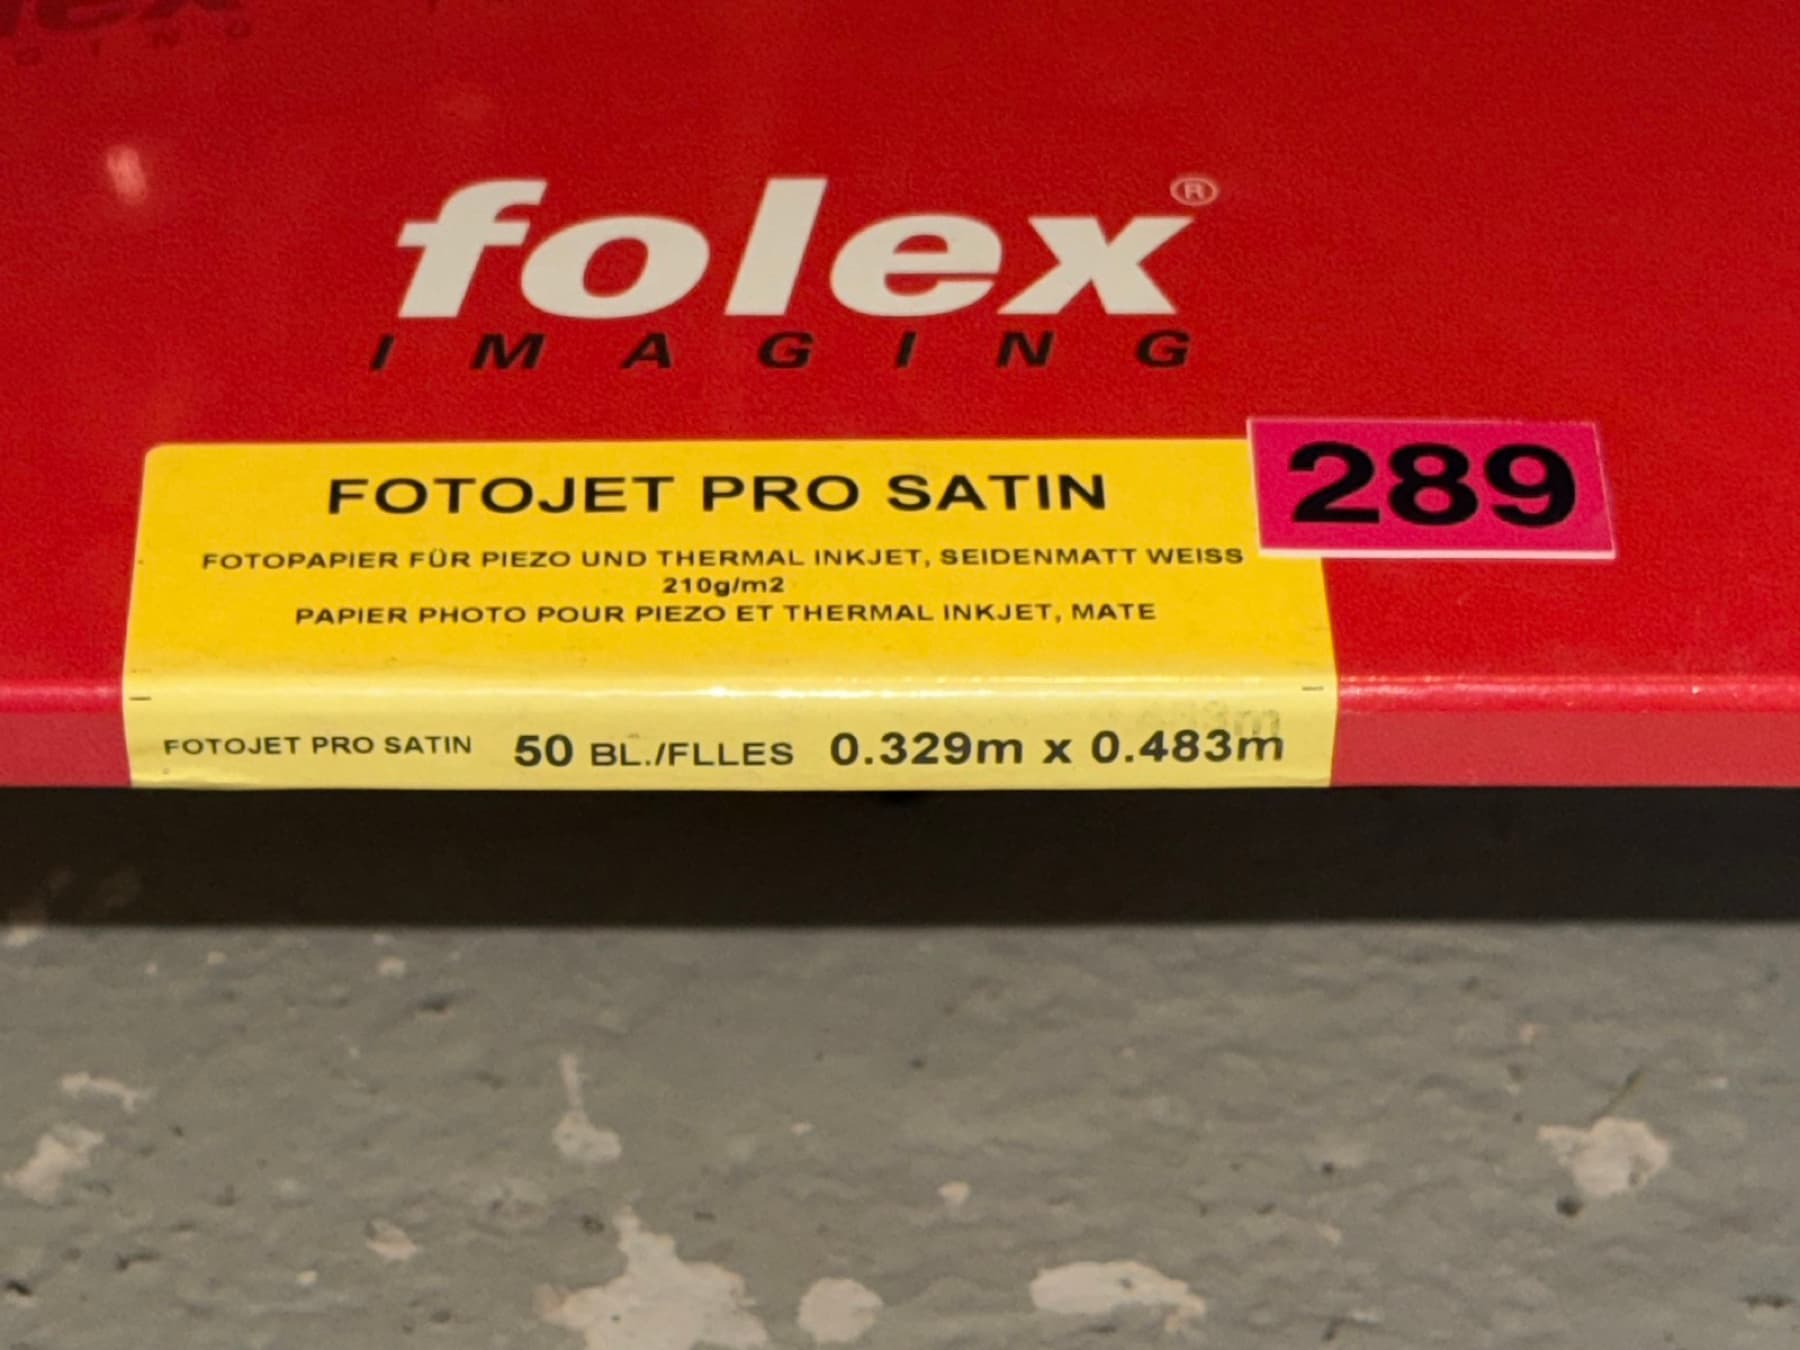 folex®
IMAGING
289
FOTOJET PRO SATIN
FOTOPAPIER FÜR PIEZO UND THERMAL INKJET, SEIDENMATT WEISS
210g/m2
PAPIER PHOTO POUR PIEZO ET THERMAL INKJET, MATE
FOTOJET PRO SATIN 50 BL./FLLES 0.329m x 0.483m